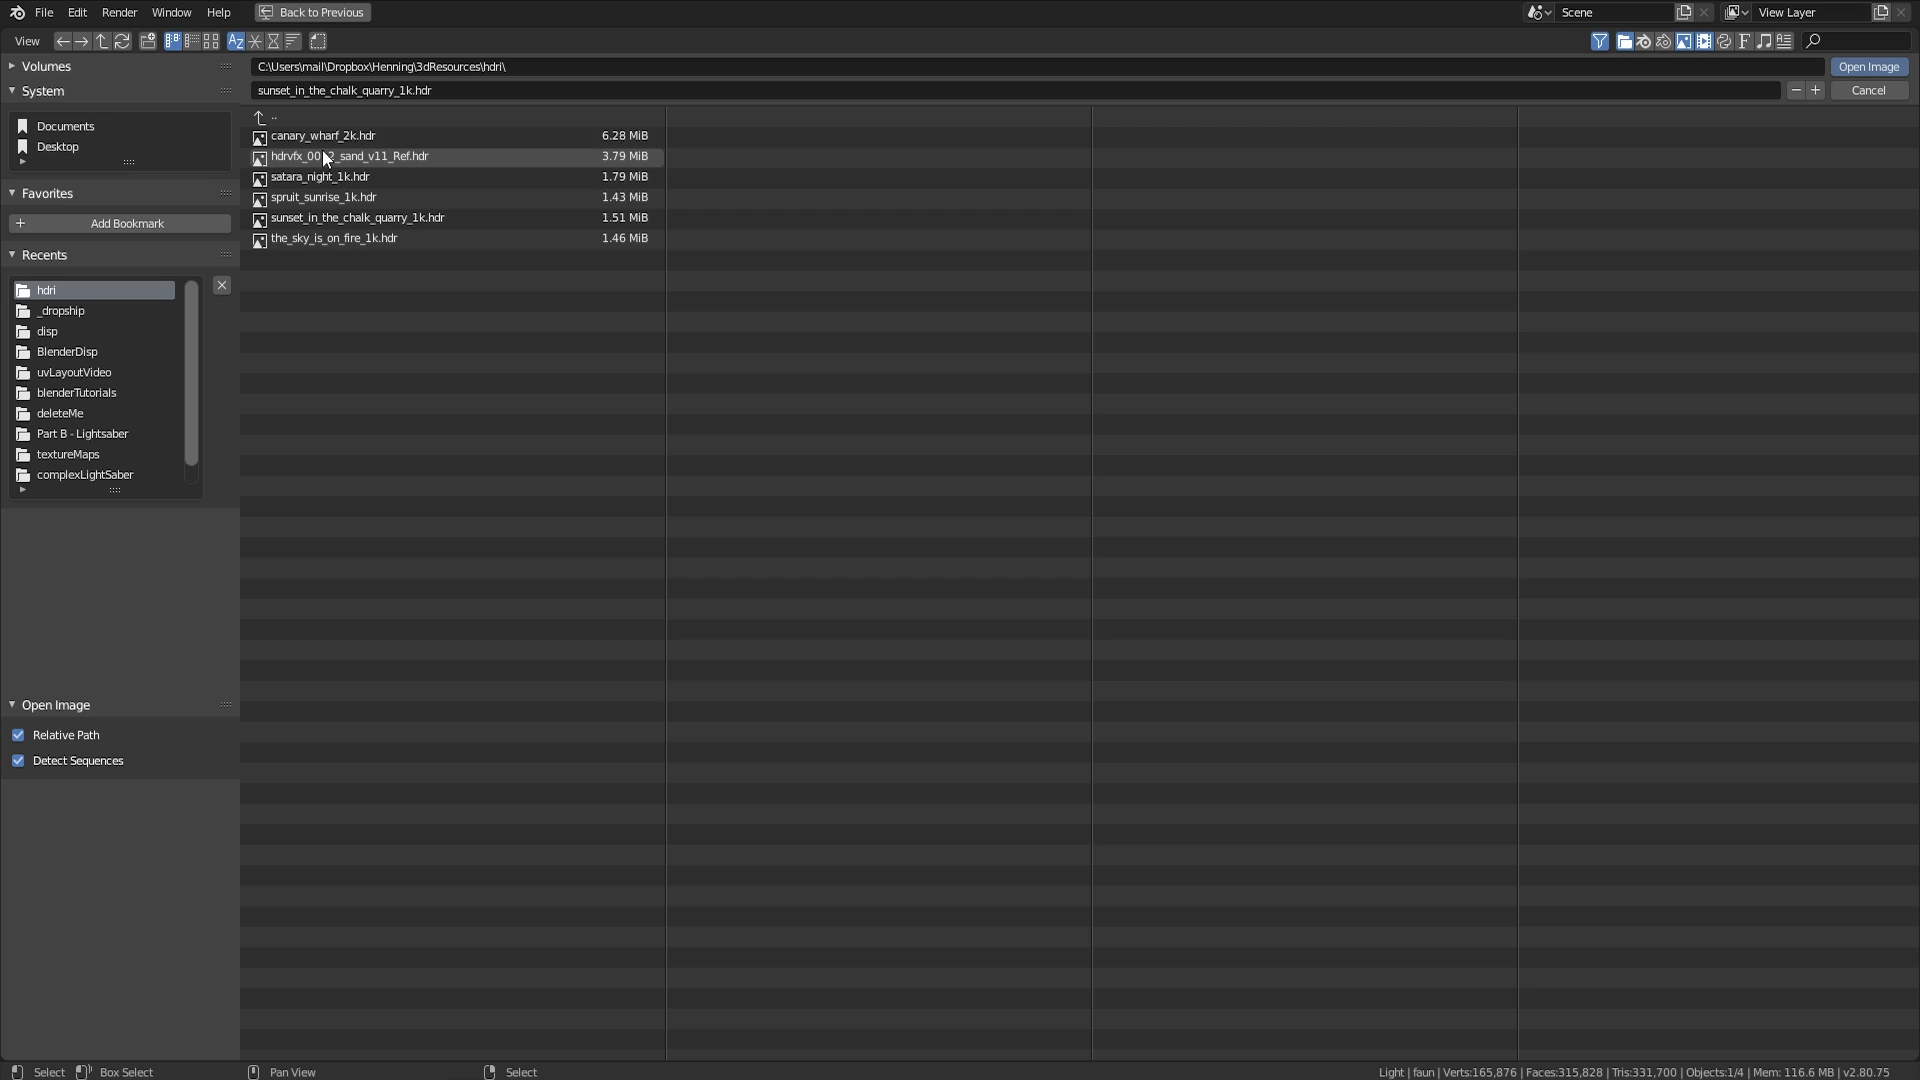 File Edit Render Window Help Back to Previous Scene View Layer
View
Volumes
C:\Users\mail\Dropbox\Henning\3dResources\hdri\
Open Image
System
sunset_in_the_chalk_quarry_1k.hdr
Cancel
Documents
Desktop
Favorites
Add Bookmark
Recents
hdri
_dropship
disp
BlenderDisp
uvLayoutVideo
blenderTutorials
deleteMe
Part B - Lightsaber
textureMaps
complexLightSaber
..
canary_wharf_2k.hdr 6.28 MiB
3.79 MiB
satara_night_1k.hdr 1.79 MiB
spruit_sunrise_1k.hdr 1.43 MiB
sunset_in_the_chalk_quarry_1k.hdr 1.51 MiB
the_sky_is_on_fire_1k.hdr 1.46 MiB
Open Image
Relative Path
Detect Sequences
Select Box Select Pan View Select Light | faun | Verts:165,876 | Faces:315,828 | Tris:331,700 | Objects:1/4 | Mem: 116.6 MB | v2.80.75